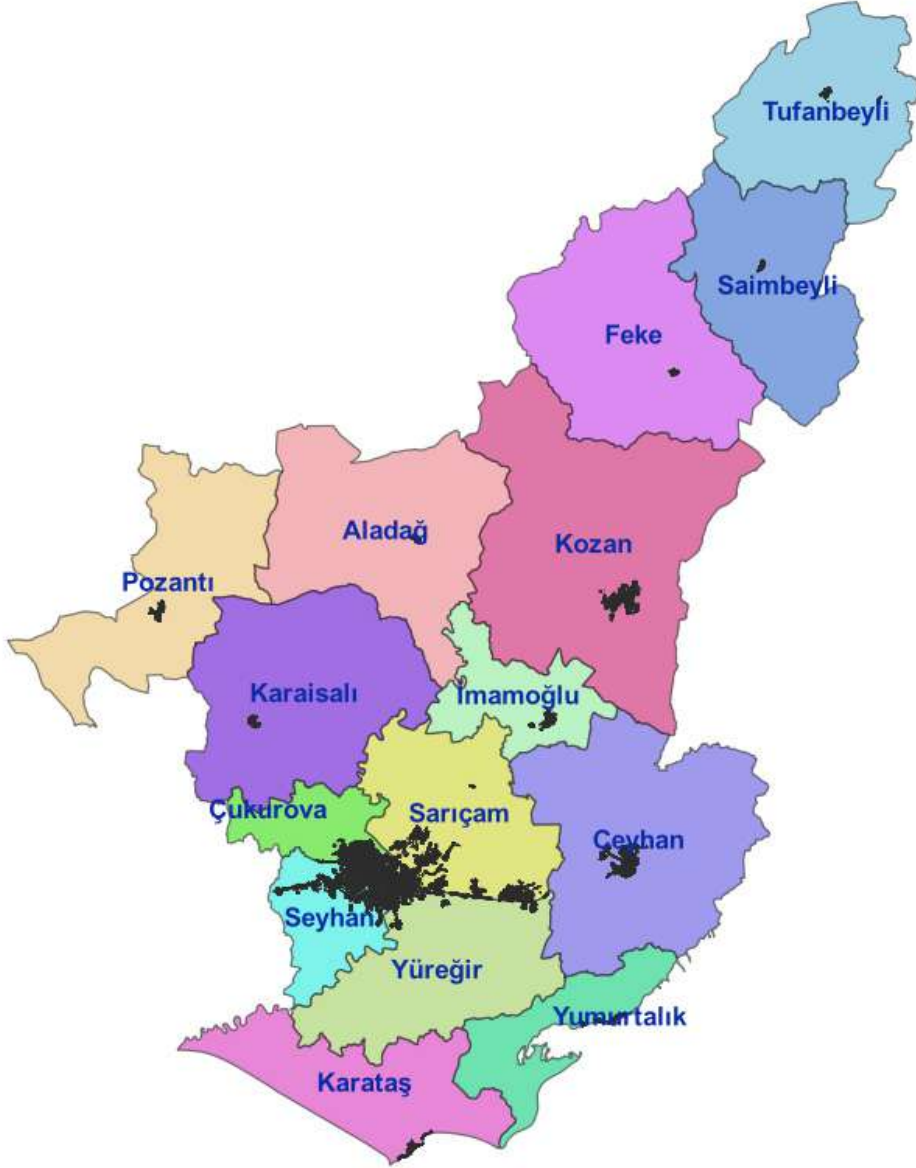 Tufanbeyli
Saimbeyli
Feke
Aladağ
Kozan
Pozantı
Karaisalı
İmamoğlu
Çukurova
Sarıçam
Ceyhan
Seyhan
Yüreğir
Yumurtalık
Karataş